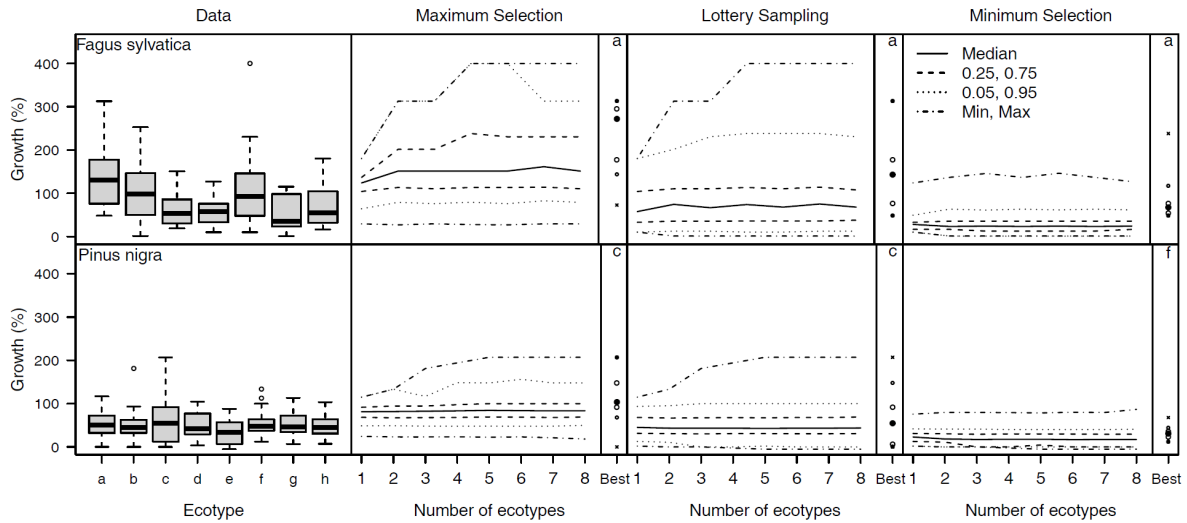 Data Maximum Selection Lottery Sampling Minimum Selection
Fagus sylvatica a a a
Median
0.25, 0.75
0.05, 0.95
Min, Max
Growth (%)
400
300
200
100
0
Pinus nigra c c f
Growth (%)
400
300
200
100
0
a b c d e f g h 1 2 3 4 5 6 7 8 Best 1 2 3 4 5 6 7 8 Best 1 2 3 4 5 6 7 8 Best
Ecotype Number of ecotypes Number of ecotypes Number of ecotypes